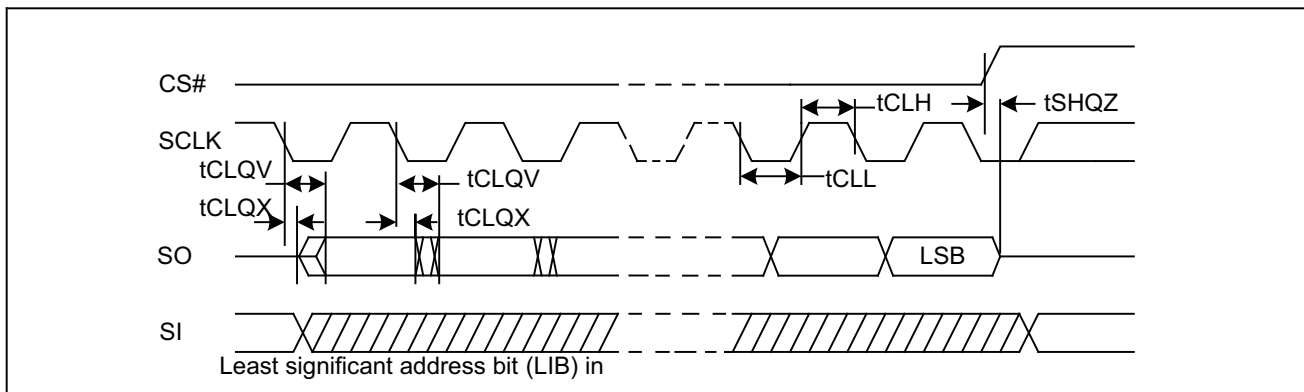 CS#
tCLH
tSHQZ
SCLK
tCLQV
tCLQV
tCLL
tCLQX
tCLQX
SO
LSB
SI
Least significant address bit (LIB) in